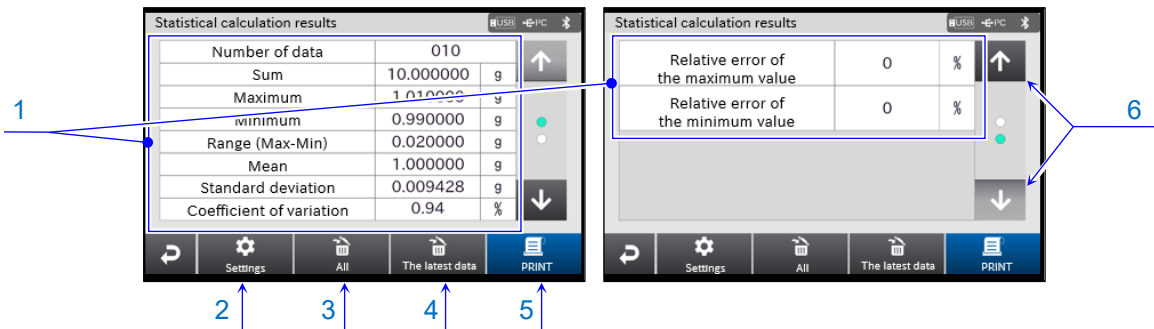 Statistical calculation results
USB PC
Number of data 010
Sum 10.000000 g
Maximum 1.010000 g
Minimum 0.990000 g
Range (Max-Min) 0.020000 g
Mean 1.000000 g
Standard deviation 0.009428 g
Coefficient of variation 0.94 %
Settings
All
The latest data
PRINT
Statistical calculation results
USB PC
Relative error of
the maximum value
0 %
Relative error of
the minimum value
0 %
Settings
All
The latest data
PRINT
1
2
3
4
5
6